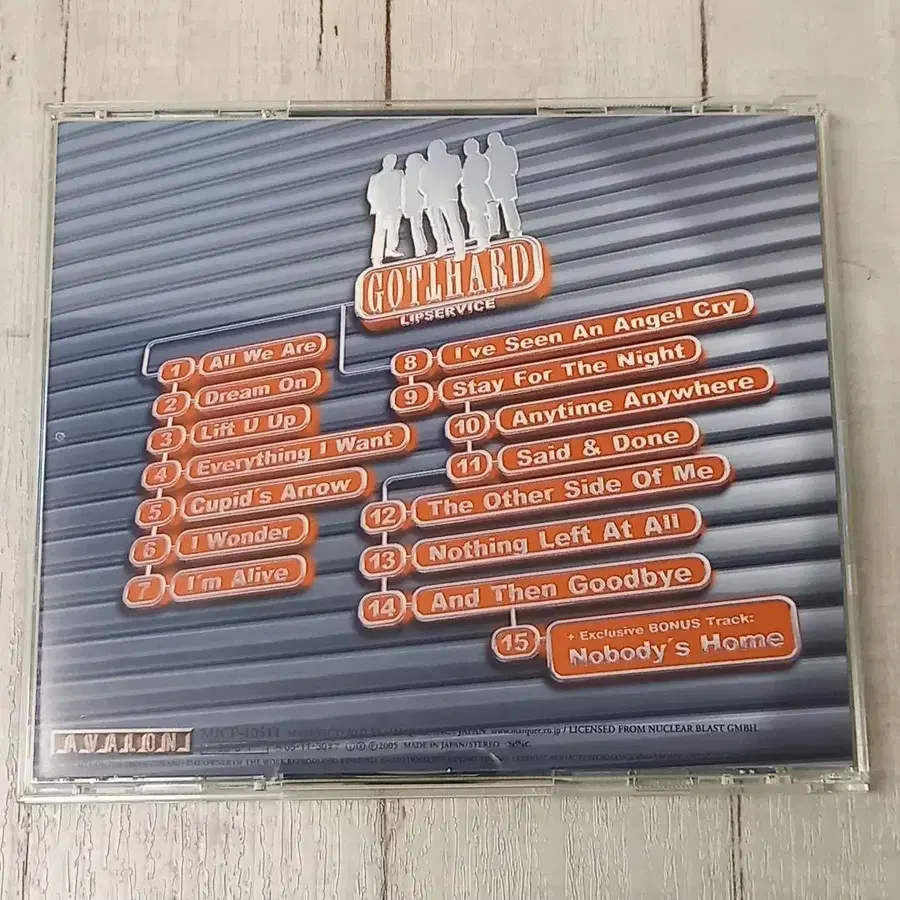 GOTTHARD
LIPSERVICE
1 All We Are
2 Dream On
3 Lift U Up
4 Everything I Want
5 Cupid´s Arrow
6 I Wonder
7 I'm Alive
8 I´ve Seen An Angel Cry
9 Stay For The Night
10 Anytime Anywhere
11 Said & Done
12 The Other Side Of Me
13 Nothing Left At All
14 And Then Goodbye
15 + Exclusive BONUS Track:
Nobody´s Home
AVALON
JAPAN www.marquee.co.jp / LICENSED FROM NUCLEAR BLAST GMBH
℗2005 MADE IN JAPAN/STEREO